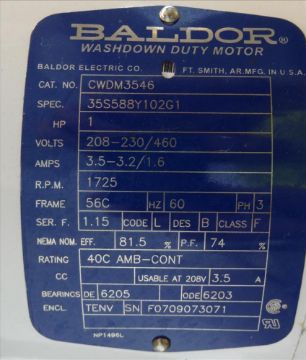 BALDOR®
WASHDOWN DUTY MOTOR
BALDOR ELECTRIC CO. FT. SMITH, AR. MFG. IN U.S.A.
CAT. NO. CWDM3546
SPEC. 35S588Y102G1
HP 1
VOLTS 208-230/460
AMPS 3.5-3.2/1.6
R.P.M. 1725
FRAME 56C HZ 60 PH 3
SER. F. 1.15 CODE L DES B CLASS F
NEMA NOM. EFF. 81.5 % P.F. 74 %
RATING 40C AMB-CONT
CC USABLE AT 208V 3.5 A
BEARINGS DE 6205 ODE 6203
ENCL. TENV SN F0709073071
NP1496L